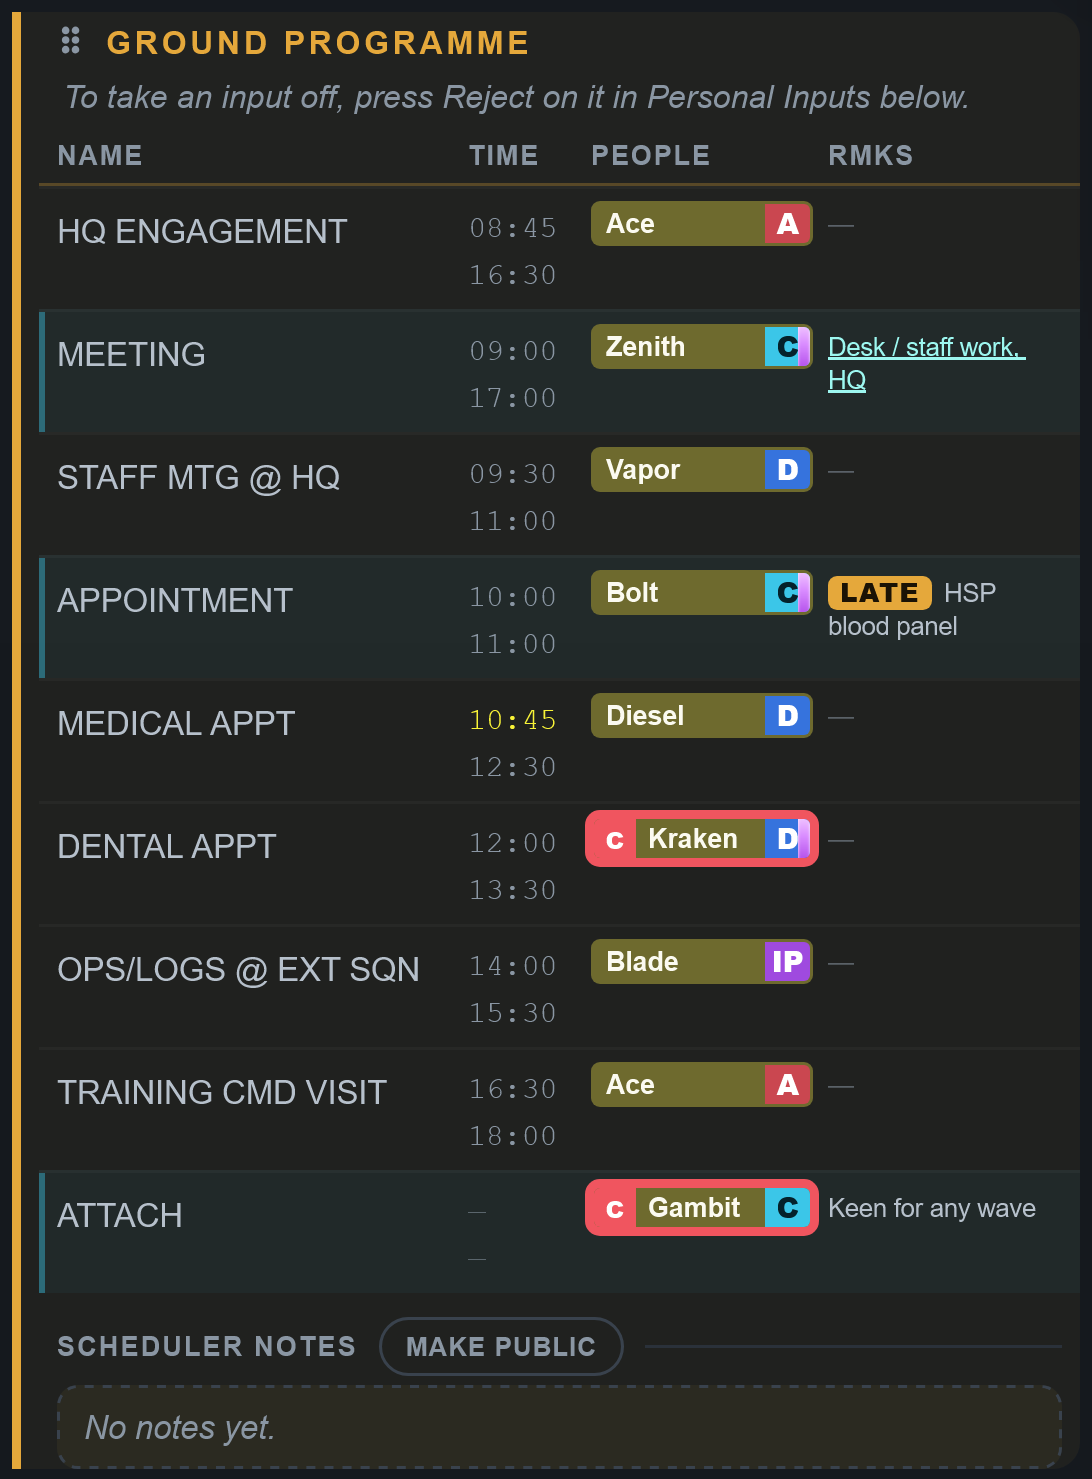 GROUND PROGRAMME
To take an input off, press Reject on it in Personal Inputs below.
NAME TIME PEOPLE RMKS
HQ ENGAGEMENT 08:45 Ace A —
16:30
MEETING 09:00 Zenith C Desk / staff work,
17:00 HQ
STAFF MTG @ HQ 09:30 Vapor D —
11:00
APPOINTMENT 10:00 Bolt C LATE HSP
11:00 blood panel
MEDICAL APPT 10:45 Diesel D —
12:30
DENTAL APPT 12:00 c Kraken D —
13:30
OPS/LOGS @ EXT SQN 14:00 Blade IP —
15:30
TRAINING CMD VISIT 16:30 Ace A —
18:00
ATTACH — c Gambit C Keen for any wave
—
SCHEDULER NOTES MAKE PUBLIC
No notes yet.